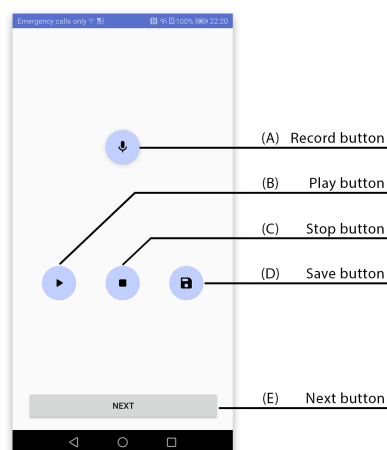 Emergency calls only 100% 22:20
(A) Record button
(B) Play button
(C) Stop button
(D) Save button
NEXT
(E) Next button